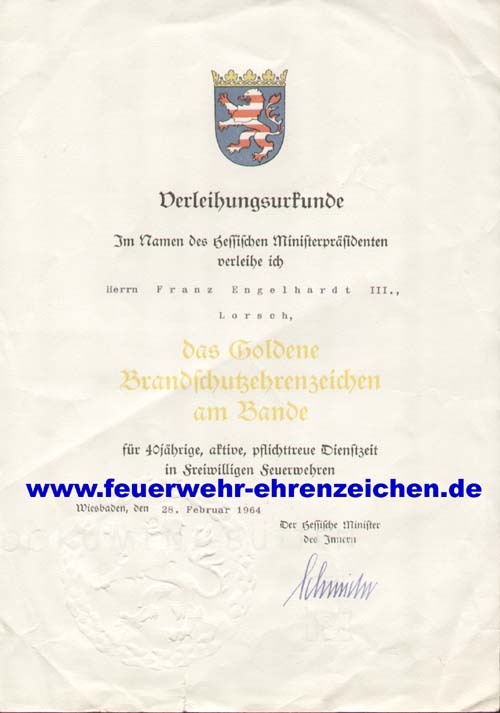 Verleihungsurkunde
Im Namen des Hessischen Ministerpräsidenten
verleihe ich
Herrn Franz Engelhardt III.,
Lorsch,
das Goldene
Brandschutzehrenzeichen
am Bande
für 40jährige, aktive, pflichttreue Dienstzeit
in Freiwilligen Feuerwehren
www.feuerwehr-ehrenzeichen.de
Wiesbaden, den 28. Februar 1964
Der Hessische Minister
des Innern